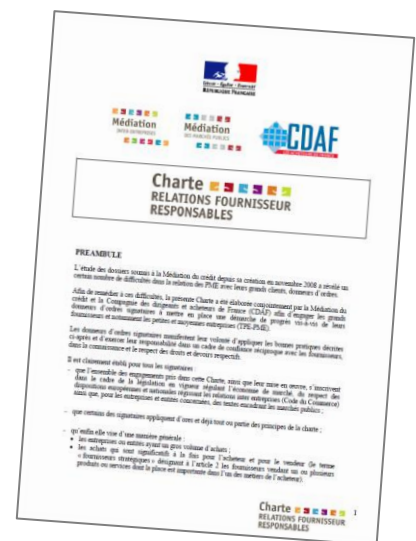 Liberté • Égalité • Fraternité
RÉPUBLIQUE FRANÇAISE
Médiation
INTER-ENTREPRISES
Médiation
DES MARCHÉS PUBLICS
CDAF
LES ACHETEURS DE FRANCE
Charte
RELATIONS FOURNISSEUR
RESPONSABLES
PREAMBULE
L'étude des dossiers soumis à la Médiation du crédit depuis sa création en novembre 2008 a révélé un
certain nombre de difficultés dans la relation des PME avec leurs grands clients, donneurs d'ordres.
Afin de remédier à ces difficultés, la présente Charte a été élaborée conjointement par la Médiation du
crédit et la Compagnie des dirigeants et acheteurs de France (CDAF) afin d'engager les grands
donneurs d'ordres signataires à mettre en place une démarche de progrès vis-à-vis de leurs
fournisseurs et notamment les petites et moyennes entreprises (TPE-PME).
Les donneurs d'ordres signataires manifestent leur volonté d'appliquer les bonnes pratiques décrites
ci-après et d'exercer leur responsabilité dans un cadre de confiance réciproque avec les fournisseurs,
dans la connaissance et le respect des droits et devoirs respectifs.
Il est clairement établi pour tous les signataires :
- que l'ensemble des engagements pris dans cette Charte, ainsi que leur mise en œuvre, s'inscrivent
dans le cadre de la législation en vigueur régulant l'économie de marché, du respect des
dispositions européennes et nationales régissant les relations inter entreprises (Code du Commerce)
ainsi que, pour les entreprises et entités concernées, des textes encadrant les marchés publics ;
- que certains des signataires appliquent d'ores et déjà tout ou partie des principes de la charte ;
- qu'enfin elle vise d'une manière générale :
• les entreprises ou entités ayant un gros volume d'achats ;
• les achats qui sont significatifs à la fois pour l'acheteur et pour le vendeur (le terme
« fournisseurs stratégiques » désignant à l'article 2 les fournisseurs vendant un ou plusieurs
produits ou services dont la place est importante dans l'un des métiers de l'acheteur).
Charte
RELATIONS FOURNISSEUR
RESPONSABLES
1